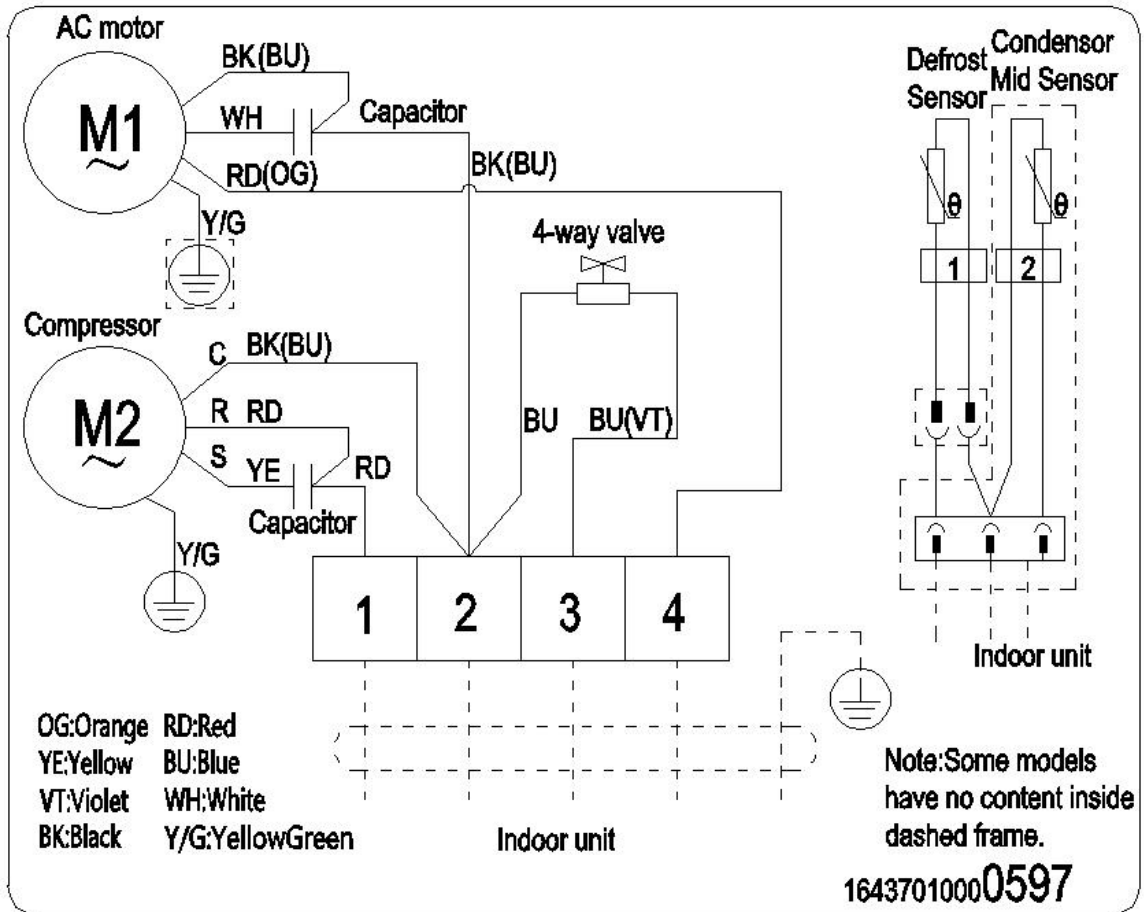 AC motor
M1
BK(BU)
WH
Capacitor
RD(OG)
BK(BU)
Y/G
4-way valve
Compressor
M2
C BK(BU)
R RD
S YE
RD
Capacitor
Y/G
BU
BU(VT)
1 2 3 4
Defrost
Sensor
Condensor
Mid Sensor
θ
θ
1
2
Indoor unit
OG:Orange RD:Red
YE:Yellow BU:Blue
VT:Violet WH:White
BK:Black Y/G:YellowGreen
Indoor unit
Note:Some models
have no content inside
dashed frame.
16437010000597